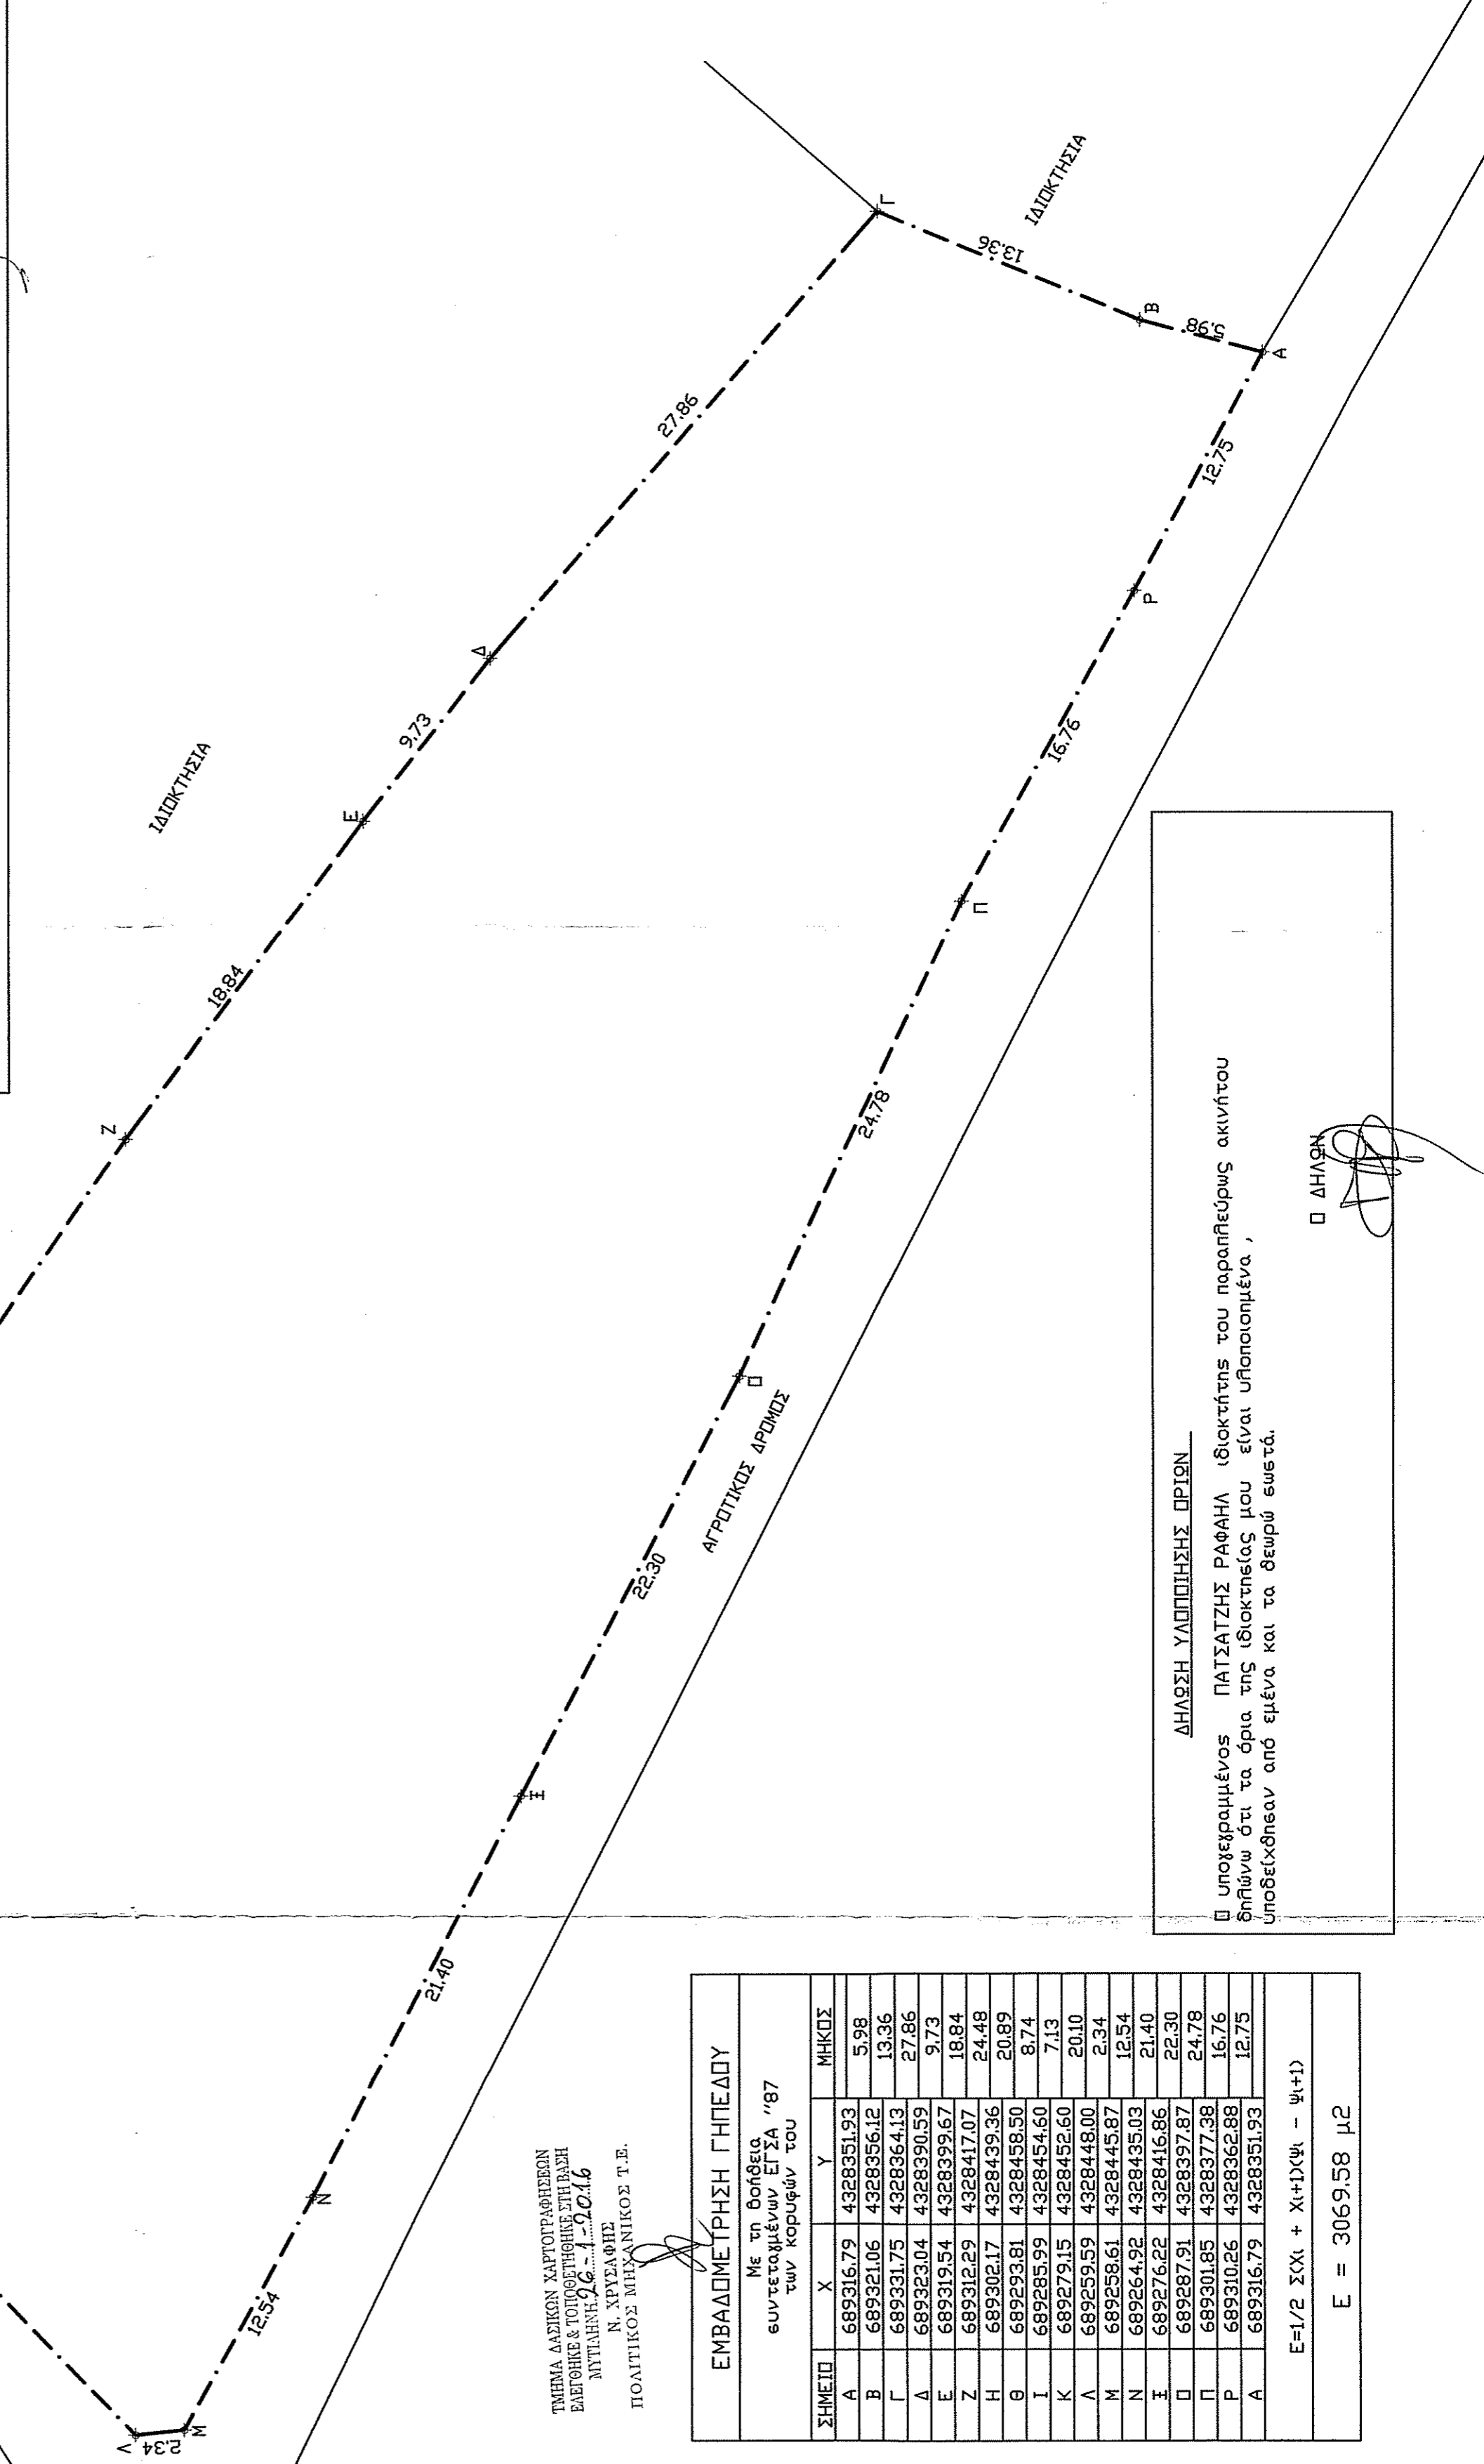 ΙΔΙΟΚΤΗΣΙΑ
ΙΔΙΟΚΤΗΣΙΑ
ΑΓΡΟΤΙΚΟΣ ΔΡΟΜΟΣ
Λ
2.34
Μ
12.54
Ν
21.40
Ξ
22.30
Ο
24.78
Π
16.76
Ρ
12.75
Α
5.98
Β
13.36
Γ
27.86
Δ
9.73
Ε
18.84
Ζ
ΤΜΗΜΑ ΔΑΣΙΚΩΝ ΧΑΡΤΟΓΡΑΦΗΣΕΩΝ
ΕΛΕΓΘΗΚΕ & ΤΟΠΟΘΕΤΗΘΗΚΕ ΣΤΗ ΒΑΣΗ
ΜΥΤΙΛΗΝΗ 26-1-2016
Ν. ΧΡΥΣΑΦΗΣ
ΠΟΛΙΤΙΚΟΣ ΜΗΧΑΝΙΚΟΣ Τ.Ε.
ΕΜΒΑΔΟΜΕΤΡΗΣΗ ΓΗΠΕΔΟΥ
Με τη βοήθεια
συντεταγμένων ΕΓΣΑ ''87
των κορυφών του
ΣΗΜΕΙΟ Χ Υ ΜΗΚΟΣ
Α 689316.79 4328351.93
5.98
Β 689321.06 4328356.12
13.36
Γ 689331.75 4328364.13
27.86
Δ 689323.04 4328390.59
9.73
Ε 689319.54 4328399.67
18.84
Ζ 689312.29 4328417.07
24.48
Η 689302.17 4328439.36
20.89
Θ 689293.81 4328458.50
8.74
Ι 689285.99 4328454.60
7.13
Κ 689279.15 4328452.60
20.10
Λ 689259.59 4328448.00
2.34
Μ 689258.61 4328445.87
12.54
Ν 689264.92 4328435.03
21.40
Ξ 689276.22 4328416.86
22.30
Ο 689287.91 4328397.87
24.78
Π 689301.85 4328377.38
16.76
Ρ 689310.26 4328362.88
12.75
Α 689316.79 4328351.93
Ε=1/2 Σ(Χι + Χι+1)(Ψι - Ψι+1)
Ε = 3069.58 μ2
ΔΗΛΩΣΗ ΥΛΟΠΟΙΗΣΗΣ ΟΡΙΩΝ
Ο υπογεγραμμένος ΠΑΤΣΑΤΖΗΣ ΡΑΦΑΗΛ ιδιοκτήτης του παραπλεύρως ακινήτου
δηλώνω ότι τα όρια της ιδιοκτησίας μου είναι υλοποιημένα ,
υποδείχθησαν από εμένα και τα θεωρώ σωστά.
Ο ΔΗΛΩΝ